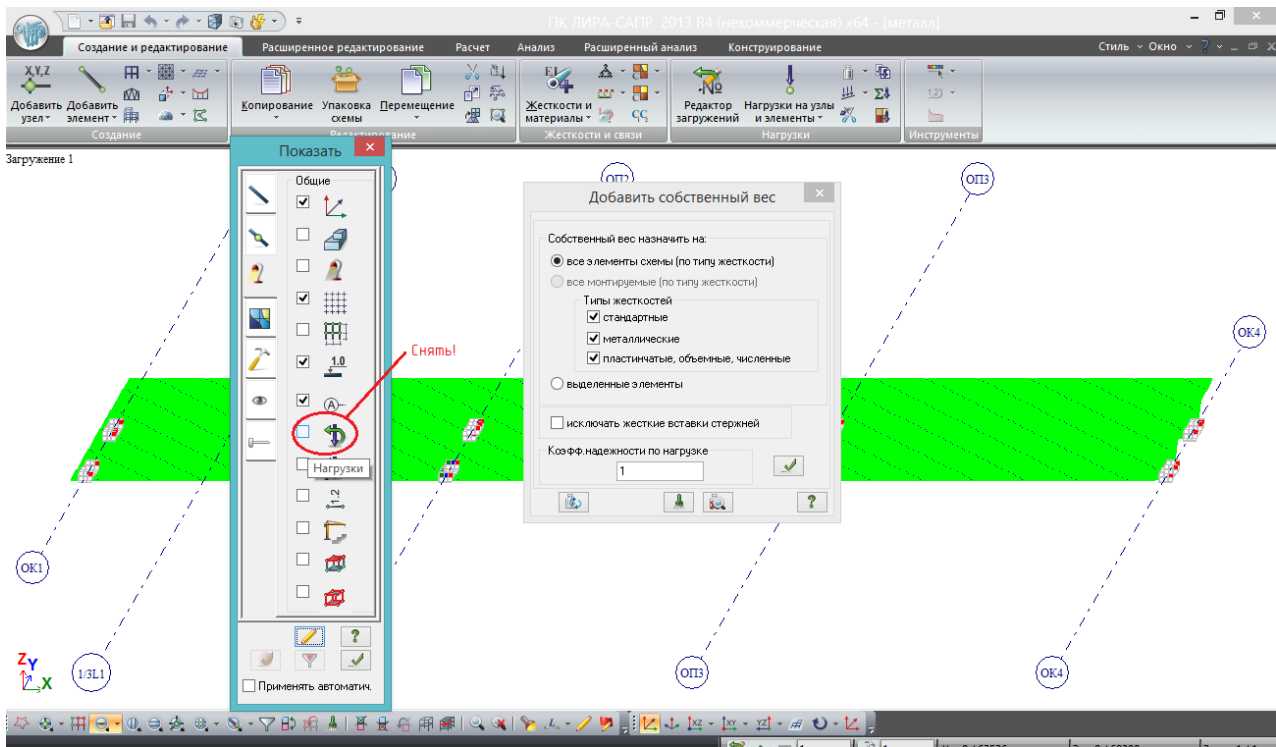 ПК ЛИРА-САПР 2013 R4 (некоммерческая) x64 - [металл]
Создание и редактирование Расширенное редактирование Расчет Анализ Расширенный анализ Конструирование Стиль Окно
X,Y,Z
Добавить узел
Добавить элемент
Создание
Копирование
Упаковка схемы
Перемещение
Редактирование
Жесткости и материалы
Жесткости и связи
Редактор загружений
Нагрузки на узлы и элементы
Нагрузки
1.2)
Инструменты
Загружение 1
ОП2
ОП3
ОК4
ОК1
1/3L1
ОП3
ОК4
Z
Y
X
Показать
Общие
1.0
A
Нагрузки
1.2
Применять автоматич.
Снять!
Добавить собственный вес
Собственный вес назначить на:
все элементы схемы (по типу жесткости)
все монтируемые (по типу жесткости)
Типы жесткостей
стандартные
металлические
пластинчатые, объемные, численные
выделенные элементы
исключать жесткие вставки стержней
Коэфф.надежности по нагрузке
1
?